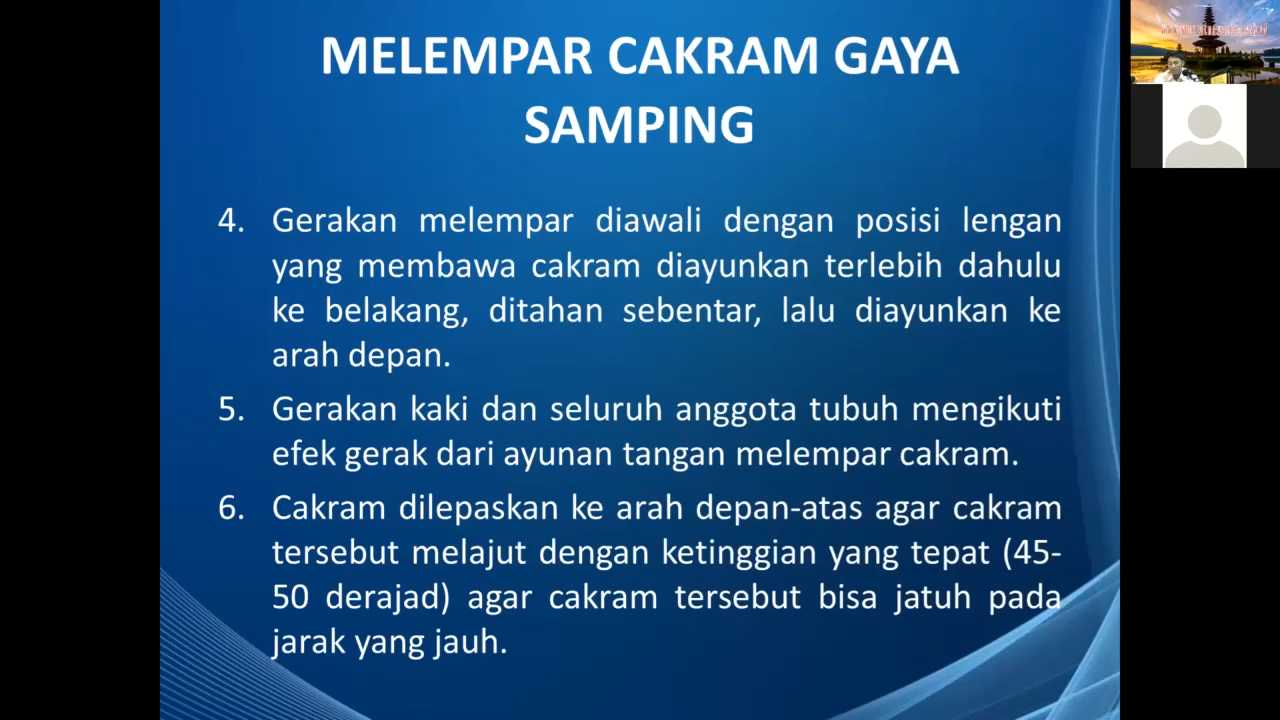 MELEMPAR CAKRAM GAYA
SAMPING
4. Gerakan melempar diawali dengan posisi lengan
yang membawa cakram diayunkan terlebih dahulu
ke belakang, ditahan sebentar, lalu diayunkan ke
arah depan.
5. Gerakan kaki dan seluruh anggota tubuh mengikuti
efek gerak dari ayunan tangan melempar cakram.
6. Cakram dilepaskan ke arah depan-atas agar cakram
tersebut melajut dengan ketinggian yang tepat (45-
50 derajad) agar cakram tersebut bisa jatuh pada
jarak yang jauh.